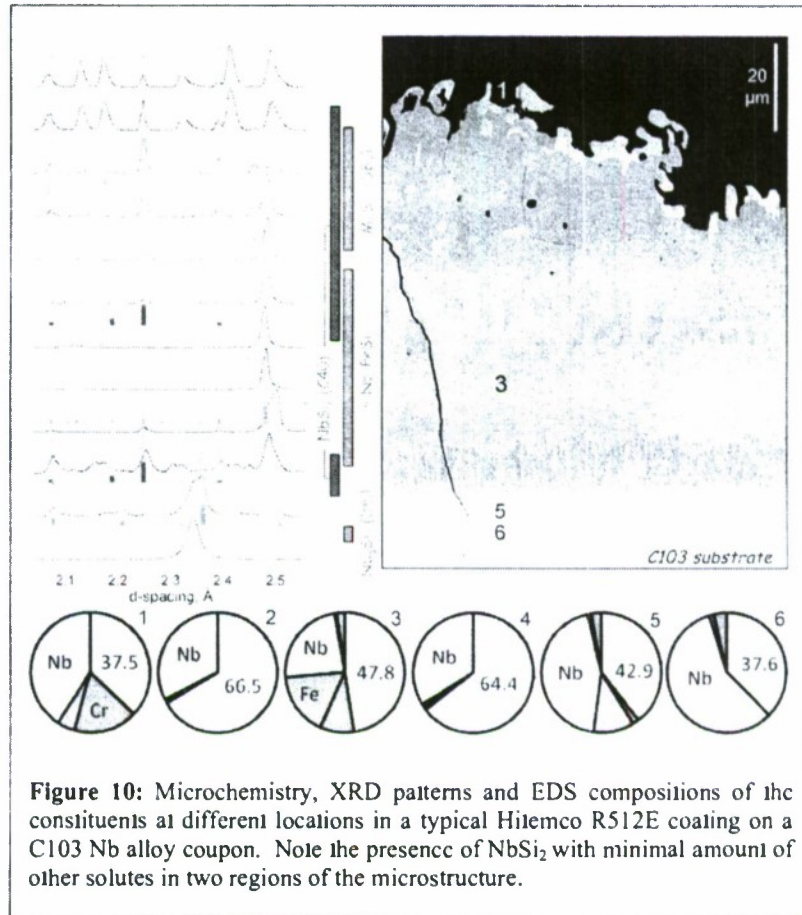 1
20
µm
3
5
6
C103 substrate
2.1 2.2 2.3 2.4 2.5
d-spacing, A
1 2 3 4 5 6
Nb 37.5 Cr
Nb 66.5
Nb 47.8 Fe
Nb 64.4
Nb 42.9
Nb 37.6
Figure 10: Microchemistry, XRD patterns and EDS compositions of the
constituents at different locations in a typical Hitemco R512E coating on a
C103 Nb alloy coupon. Note the presence of NbSi₂ with minimal amount of
other solutes in two regions of the microstructure.